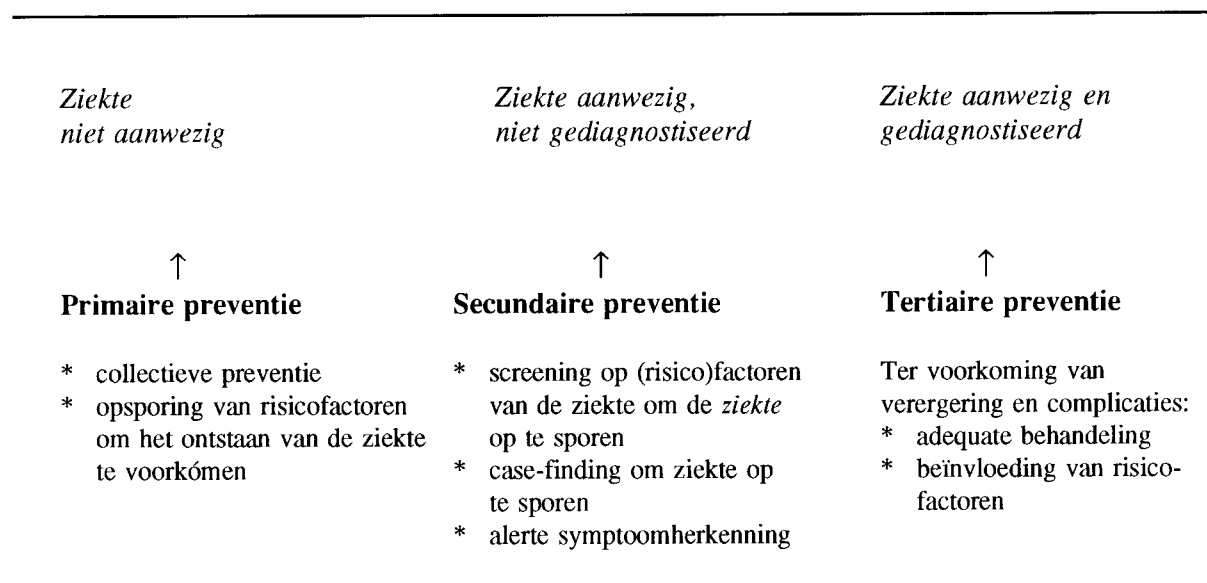 Ziekte
niet aanwezig
Ziekte aanwezig,
niet gediagnostiseerd
Ziekte aanwezig en
gediagnostiseerd
↑
Primaire preventie
* collectieve preventie
* opsporing van risicofactoren
om het ontstaan van de ziekte
te voorkómen
↑
Secundaire preventie
* screening op (risico)factoren
van de ziekte om de ziekte
op te sporen
* case-finding om ziekte op
te sporen
* alerte symptoomherkenning
↑
Tertiaire preventie
Ter voorkoming van
verergering en complicaties:
* adequate behandeling
* beïnvloeding van risico-
factoren